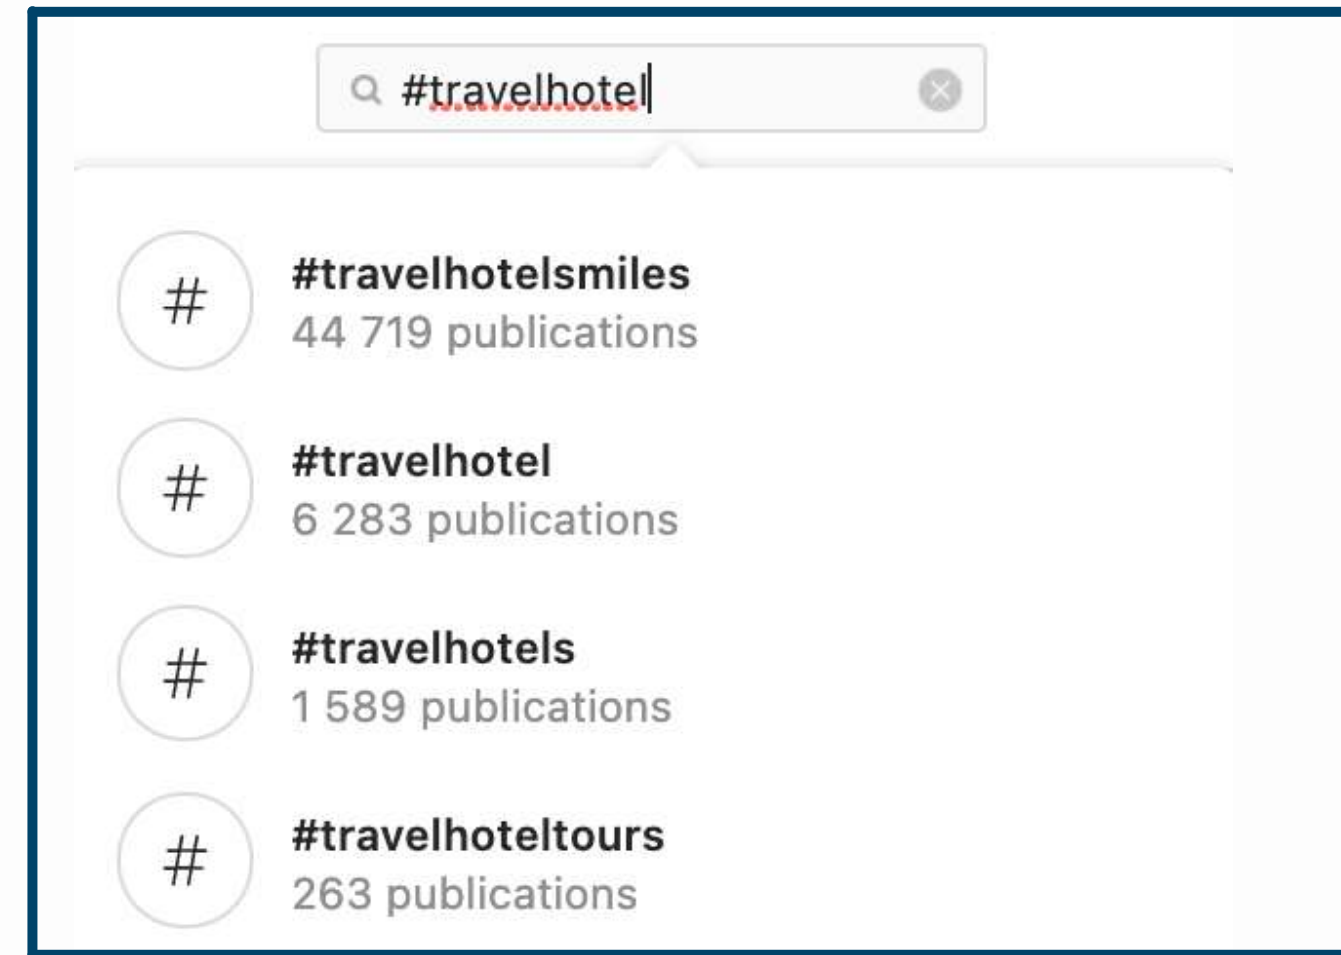 #travelhotel
#
#travelhotelsmiles
44 719 publications
#
#travelhotel
6 283 publications
#
#travelhotels
1 589 publications
#
#travelhoteltours
263 publications